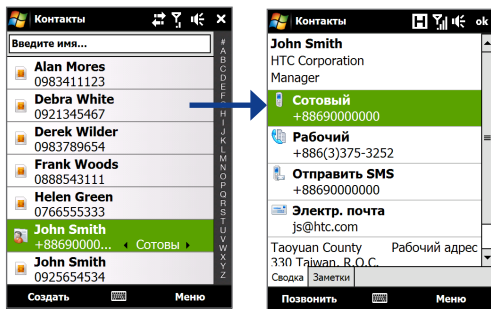 Контакты
Введите имя...
Alan Mores
0983411123
Debra White
0921345467
Derek Wilder
0983789654
Frank Woods
0888543111
Helen Green
0766555333
John Smith
+88690000... Сотовы
John Smith
0925654534
#
A
B
C
D
E
F
G
H
I
J
K
L
M
N
O
P
Q
R
S
T
U
V
W
X
Y
Z
Создать Меню
Контакты H ok
John Smith
HTC Corporation
Manager
Сотовый
+88690000000
Рабочий
+886(3)375-3252
Отправить SMS
+88690000000
Электр. почта
js@htc.com
Taoyuan County Рабочий адрес
330 Taiwan, R.O.C.
Сводка Заметки
Позвонить Меню